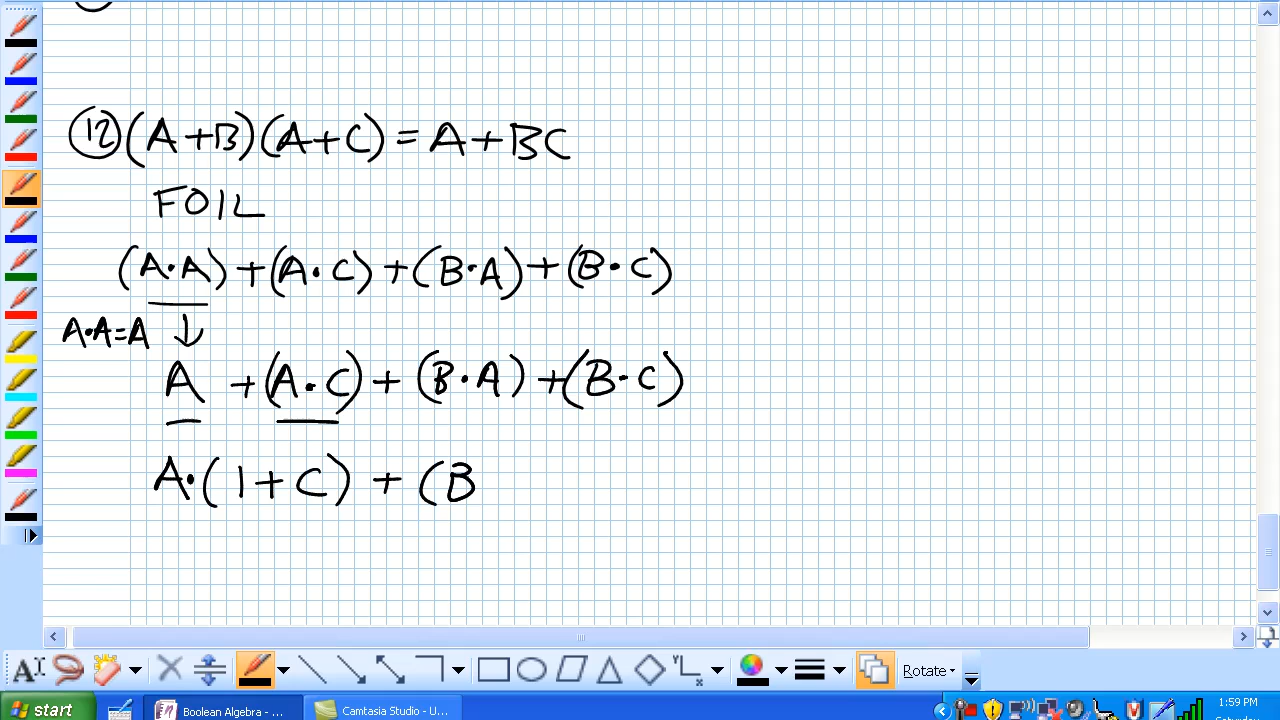 (12) (A+B)(A+C) = A+BC
FOIL
(A·A)+(A·C)+(B·A)+(B·C)
A·A=A ↓
A +(A·C)+(B·A)+(B·C)
A·(1+C) + (B
A
Rotate
start
Boolean Algebra - ...
Camtasia Studio - U...
1:59 PM